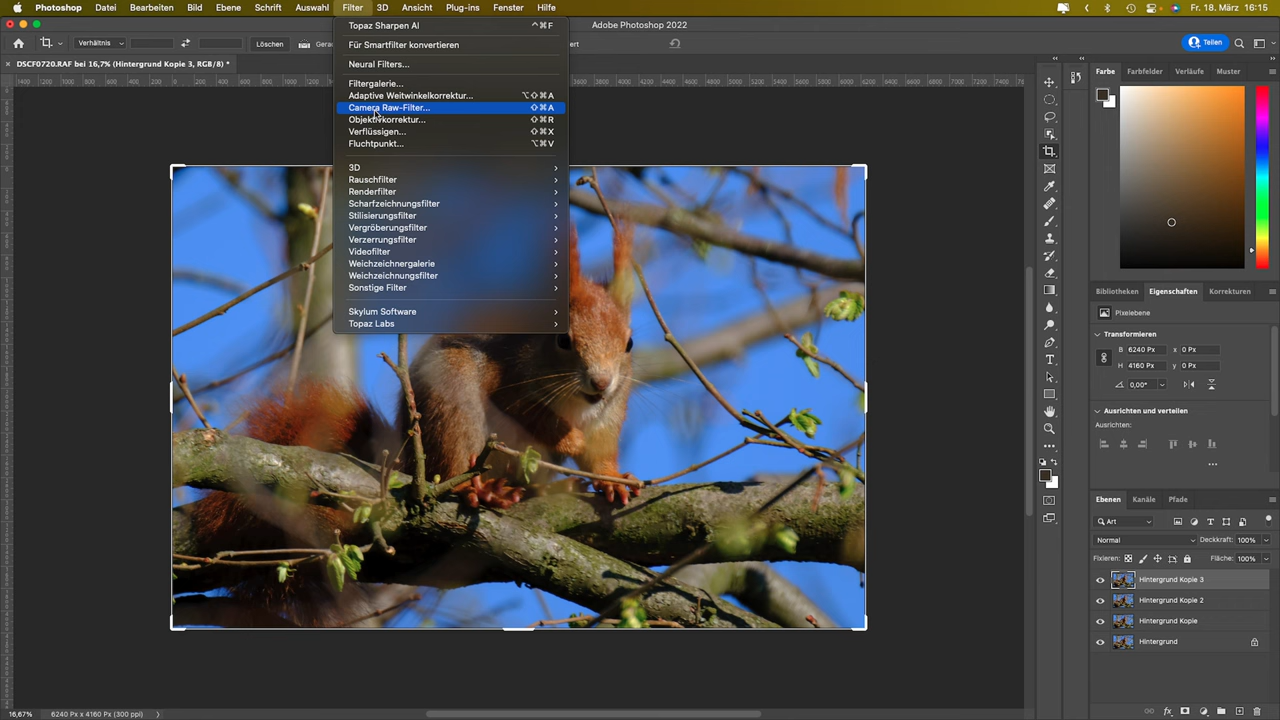 Photoshop Datei Bearbeiten Bild Ebene Schrift Auswahl Filter 3D Ansicht Plug-ins Fenster Hilfe Fr. 18. März 16:15
Adobe Photoshop 2022
Verhältnis Löschen Gerad ert Teilen
DSCF0720.RAF bei 16,7% (Hintergrund Kopie 3, RGB/8) *
Topaz Sharpen AI ^⌘F
Für Smartfilter konvertieren
Neural Filters...
Filtergalerie...
Adaptive Weitwinkelkorrektur... ⌥⇧⌘A
Camera Raw-Filter... ⇧⌘A
Objektivkorrektur... ⇧⌘R
Verflüssigen... ⇧⌘X
Fluchtpunkt... ⌥⌘V
3D
Rauschfilter
Renderfilter
Scharfzeichnungsfilter
Stilisierungsfilter
Vergröberungsfilter
Verzerrungsfilter
Videofilter
Weichzeichnergalerie
Weichzeichnungsfilter
Sonstige Filter
Skylum Software
Topaz Labs
Farbe Farbfelder Verläufe Muster
Bibliotheken Eigenschaften Korrekturen
Pixelebene
Transformieren
B 6240 Px x 0 Px
H 4160 Px y 0 Px
0,00°
Ausrichten und verteilen
Ausrichten:
Ebenen Kanäle Pfade
Art
Normal Deckkraft: 100%
Fixieren: Fläche: 100%
Hintergrund Kopie 3
Hintergrund Kopie 2
Hintergrund Kopie
Hintergrund
16,67% 6240 Px x 4160 Px (300 ppi)